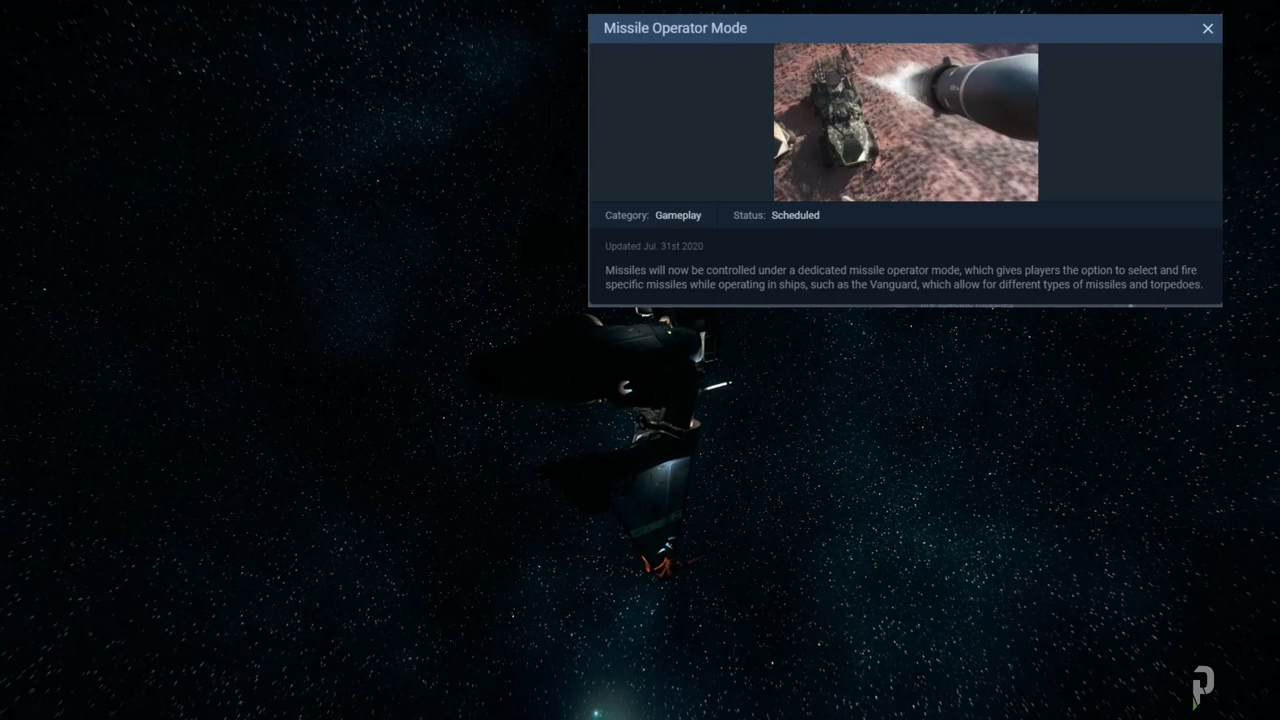 Missile Operator Mode
Category: Gameplay Status: Scheduled
Updated Jul. 31st 2020
Missiles will now be controlled under a dedicated missile operator mode, which gives players the option to select and fire
specific missiles while operating in ships, such as the Vanguard, which allow for different types of missiles and torpedoes.